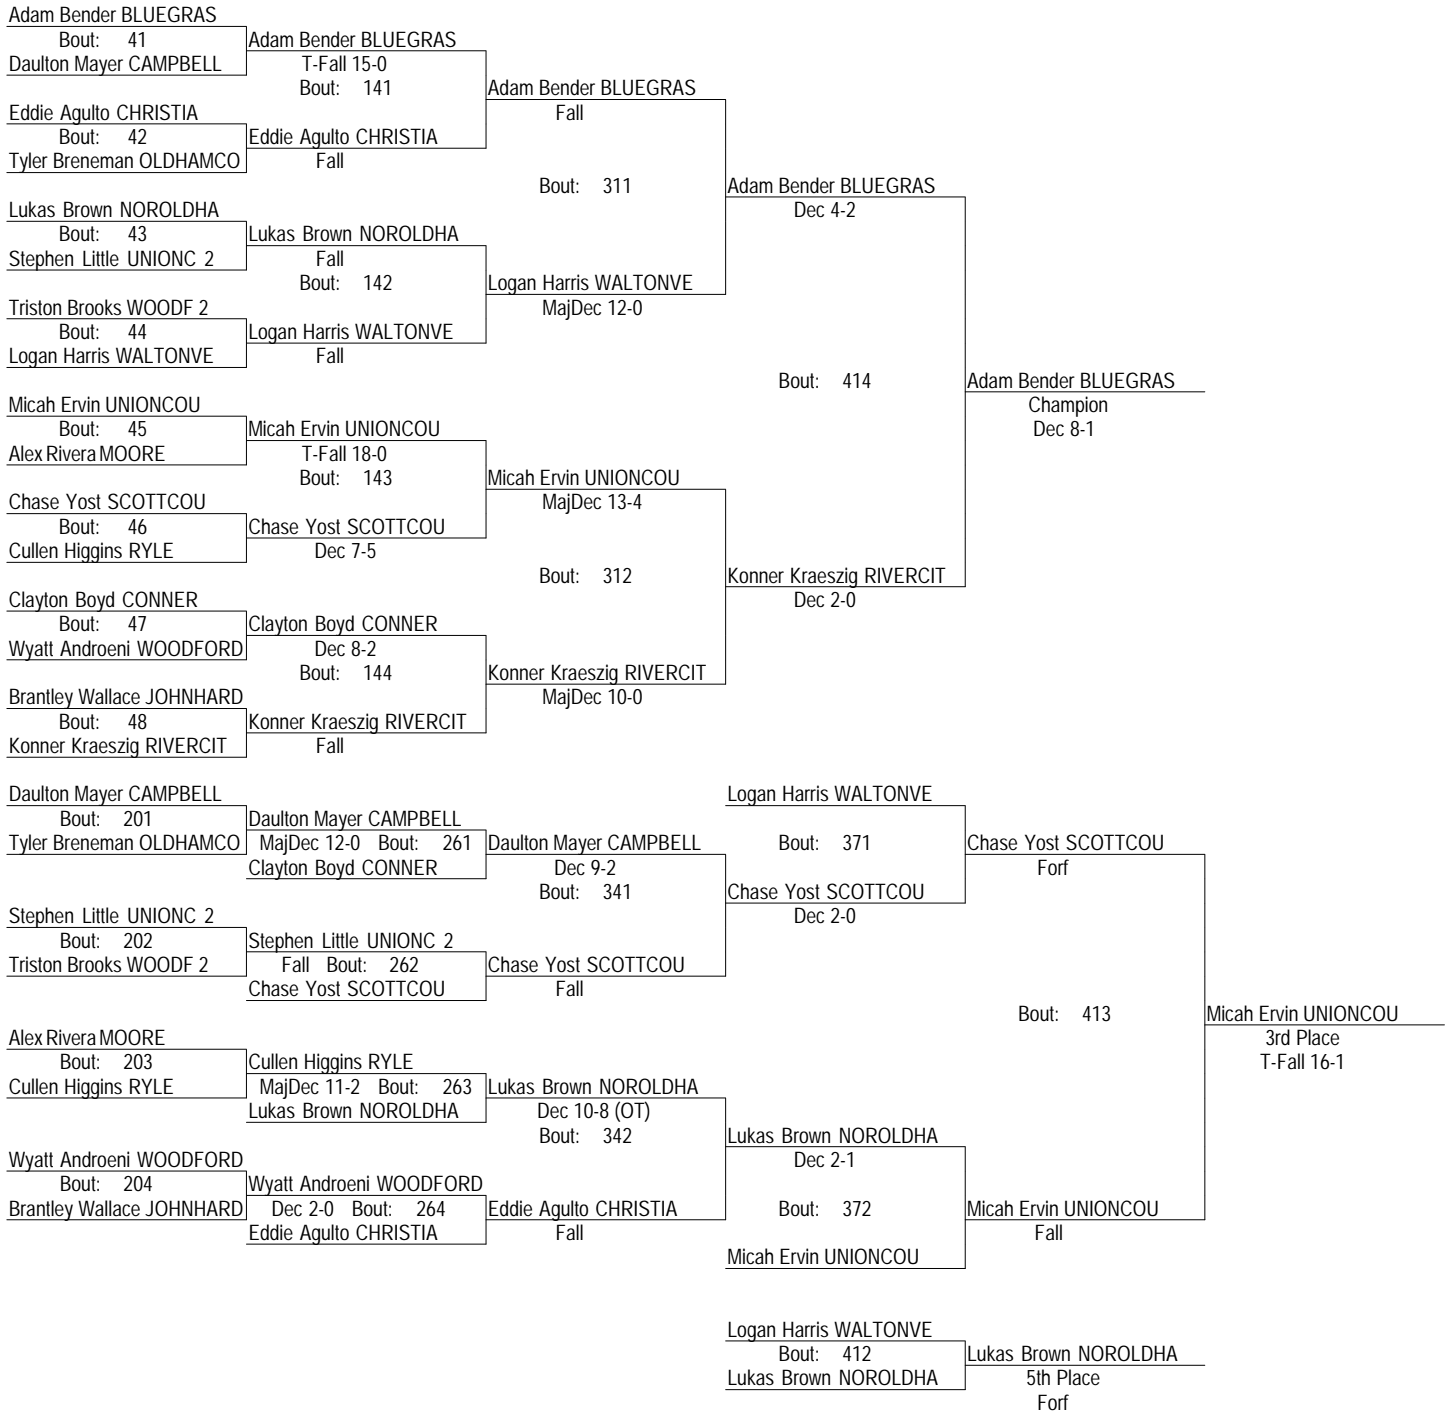 Adam Bender BLUEGRAS
Bout: 41
Daulton Mayer CAMPBELL
Adam Bender BLUEGRAS
T-Fall 15-0
Bout: 141
Eddie Agulto CHRISTIA
Bout: 42
Tyler Breneman OLDHAMCO
Eddie Agulto CHRISTIA
Fall
Adam Bender BLUEGRAS
Fall
Bout: 311
Lukas Brown NOROLDHA
Bout: 43
Stephen Little UNIONC 2
Lukas Brown NOROLDHA
Fall
Bout: 142
Triston Brooks WOODF 2
Bout: 44
Logan Harris WALTONVE
Logan Harris WALTONVE
Fall
Logan Harris WALTONVE
MajDec 12-0
Adam Bender BLUEGRAS
Dec 4-2
Bout: 414
Adam Bender BLUEGRAS
Champion
Dec 8-1
Micah Ervin UNIONCOU
Bout: 45
Alex Rivera MOORE
Micah Ervin UNIONCOU
T-Fall 18-0
Bout: 143
Chase Yost SCOTTCOU
Bout: 46
Cullen Higgins RYLE
Chase Yost SCOTTCOU
Dec 7-5
Micah Ervin UNIONCOU
MajDec 13-4
Bout: 312
Konner Kraeszig RIVERCIT
Dec 2-0
Clayton Boyd CONNER
Bout: 47
Wyatt Androeni WOODFORD
Clayton Boyd CONNER
Dec 8-2
Bout: 144
Brantley Wallace JOHNHARD
Bout: 48
Konner Kraeszig RIVERCIT
Konner Kraeszig RIVERCIT
Fall
Konner Kraeszig RIVERCIT
MajDec 10-0
Daulton Mayer CAMPBELL
Bout: 201
Tyler Breneman OLDHAMCO
Daulton Mayer CAMPBELL
MajDec 12-0 Bout: 261
Clayton Boyd CONNER
Daulton Mayer CAMPBELL
Dec 9-2
Bout: 341
Stephen Little UNIONC 2
Bout: 202
Triston Brooks WOODF 2
Stephen Little UNIONC 2
Fall Bout: 262
Chase Yost SCOTTCOU
Chase Yost SCOTTCOU
Fall
Logan Harris WALTONVE
Bout: 371
Chase Yost SCOTTCOU
Dec 2-0
Chase Yost SCOTTCOU
Forf
Bout: 413
Micah Ervin UNIONCOU
3rd Place
T-Fall 16-1
Alex Rivera MOORE
Bout: 203
Cullen Higgins RYLE
Cullen Higgins RYLE
MajDec 11-2 Bout: 263
Lukas Brown NOROLDHA
Lukas Brown NOROLDHA
Dec 10-8 (OT)
Bout: 342
Wyatt Androeni WOODFORD
Bout: 204
Brantley Wallace JOHNHARD
Wyatt Androeni WOODFORD
Dec 2-0 Bout: 264
Eddie Agulto CHRISTIA
Eddie Agulto CHRISTIA
Fall
Lukas Brown NOROLDHA
Dec 2-1
Bout: 372
Micah Ervin UNIONCOU
Micah Ervin UNIONCOU
Fall
Logan Harris WALTONVE
Bout: 412
Lukas Brown NOROLDHA
Lukas Brown NOROLDHA
5th Place
Forf